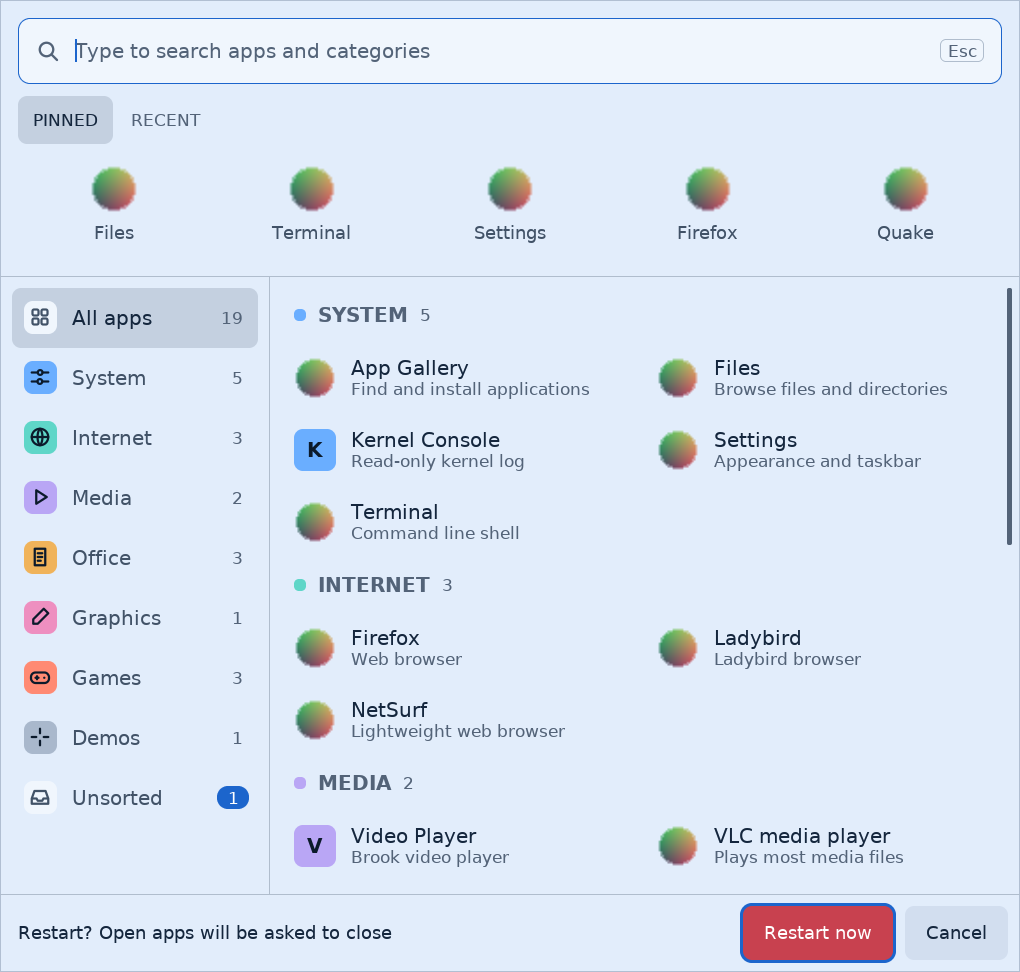 Type to search apps and categories Esc
PINNED RECENT
Files Terminal Settings Firefox Quake
All apps 19
System 5
Internet 3
Media 2
Office 3
Graphics 1
Games 3
Demos 1
Unsorted 1
SYSTEM 5
App Gallery
Find and install applications
Files
Browse files and directories
K
Kernel Console
Read-only kernel log
Settings
Appearance and taskbar
Terminal
Command line shell
INTERNET 3
Firefox
Web browser
Ladybird
Ladybird browser
NetSurf
Lightweight web browser
MEDIA 2
V
Video Player
Brook video player
VLC media player
Plays most media files
Restart? Open apps will be asked to close
Restart now
Cancel